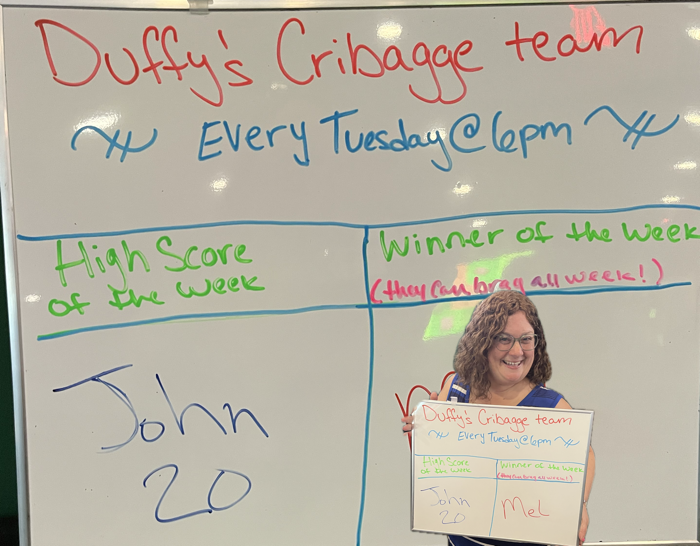 Duffy's Cribagge team
Every Tuesday @ 6pm
High Score
of the week
Winner of the Week
(they can brag all week!)
John
20
Duffy's Cribagge team
Every Tuesday @ 6pm
High Score
of the week
Winner of the Week
(they can brag all week!)
John
20
Mel